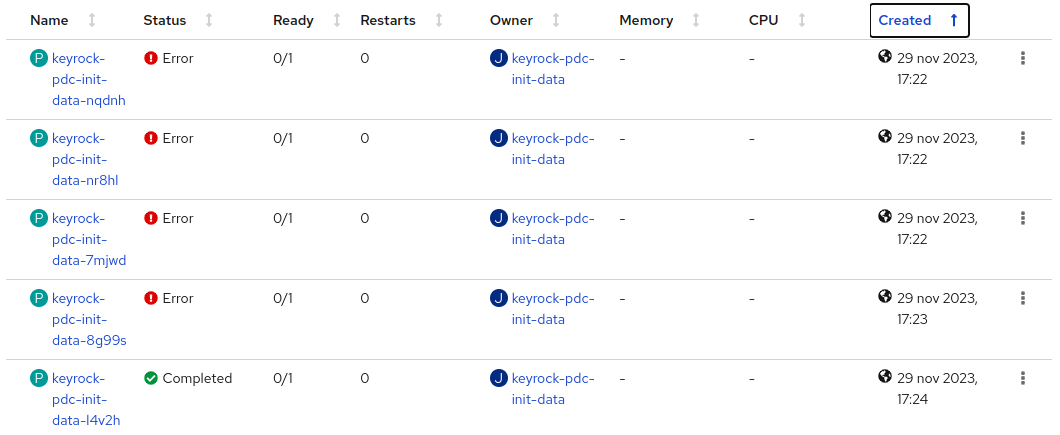 Name Status Ready Restarts Owner Memory CPU Created
P keyrock- Error 0/1 0 J keyrock-pdc- - - 29 nov 2023,
pdc-init- init-data 17:22
data-nqdnh
P keyrock- Error 0/1 0 J keyrock-pdc- - - 29 nov 2023,
pdc-init- init-data 17:22
data-nr8hl
P keyrock- Error 0/1 0 J keyrock-pdc- - - 29 nov 2023,
pdc-init- init-data 17:22
data-7mjwd
P keyrock- Error 0/1 0 J keyrock-pdc- - - 29 nov 2023,
pdc-init- init-data 17:23
data-8g99s
P keyrock- Completed 0/1 0 J keyrock-pdc- - - 29 nov 2023,
pdc-init- init-data 17:24
data-l4v2h